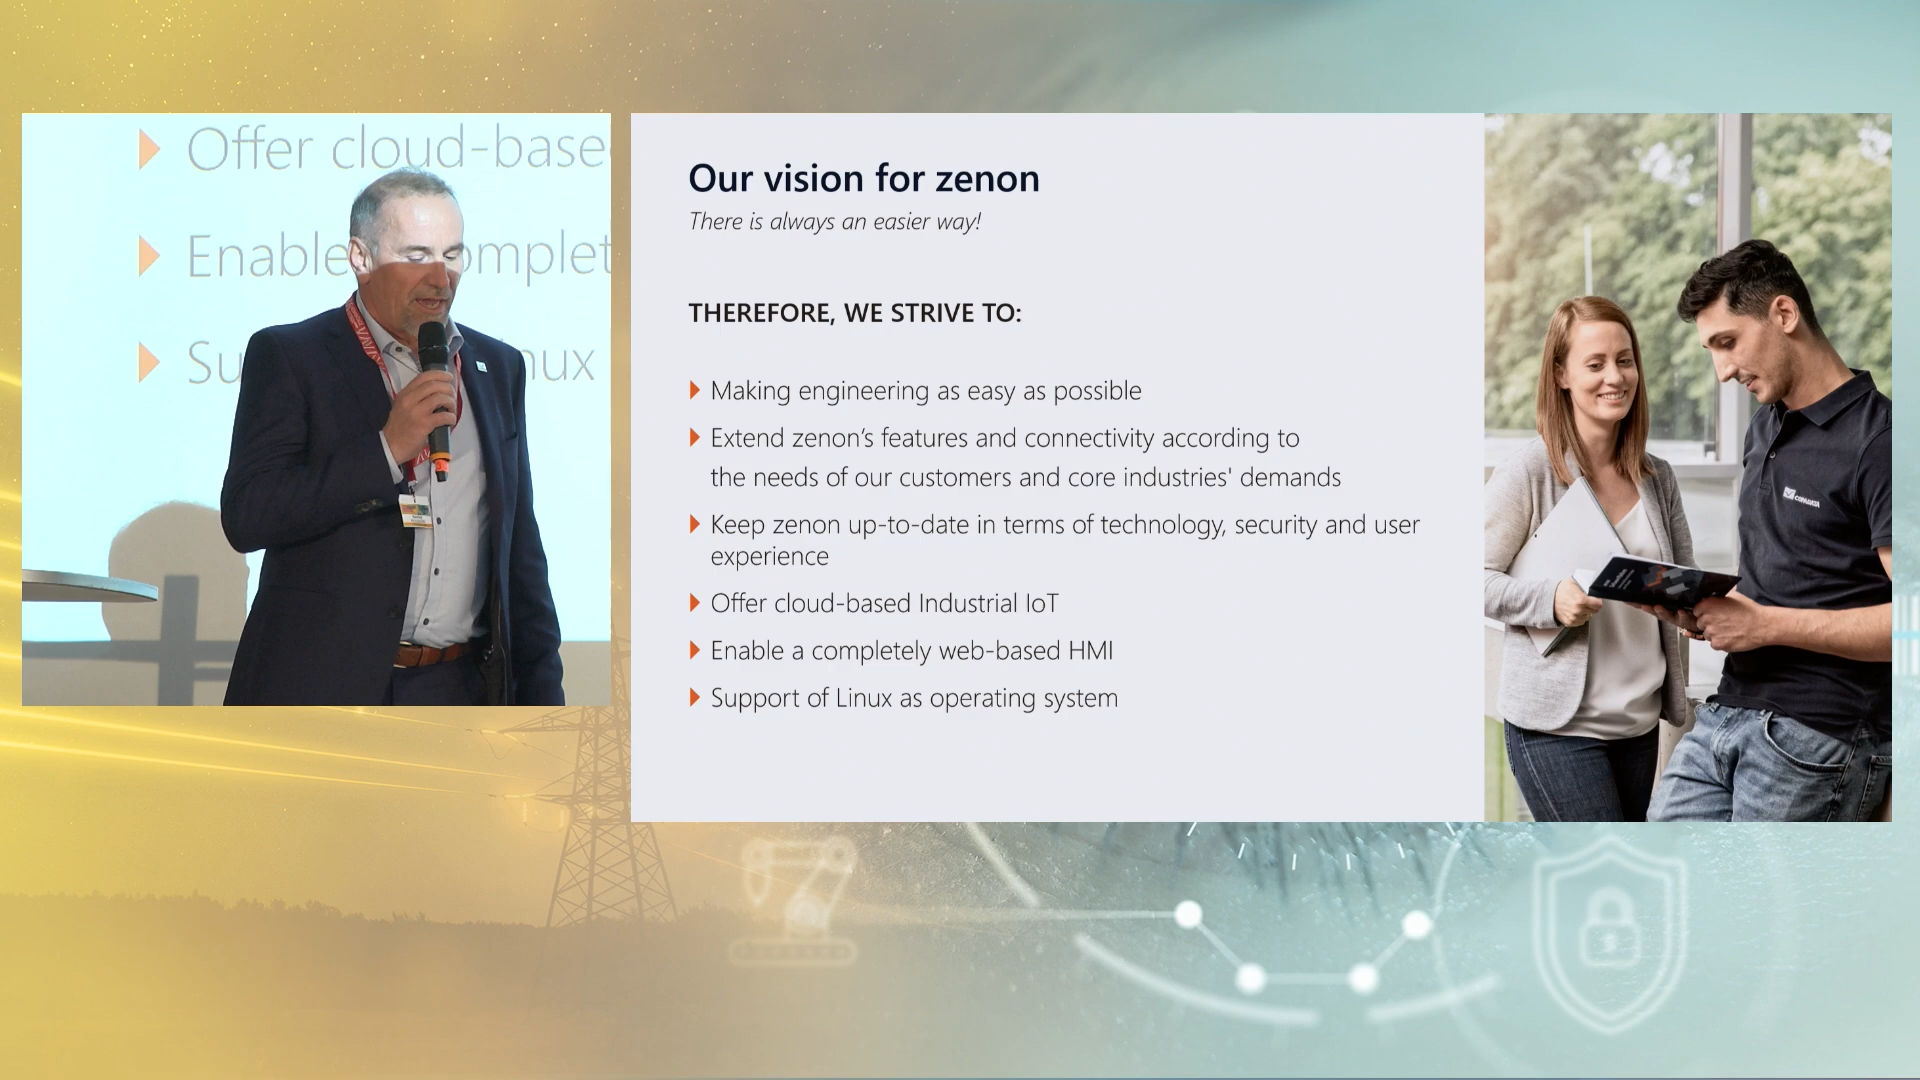 Offer cloud-base
Enable omplet
Su nux
Our vision for zenon
There is always an easier way!
THEREFORE, WE STRIVE TO:
Making engineering as easy as possible
Extend zenon's features and connectivity according to
the needs of our customers and core industries' demands
Keep zenon up-to-date in terms of technology, security and user
experience
Offer cloud-based Industrial IoT
Enable a completely web-based HMI
Support of Linux as operating system
COPADATA